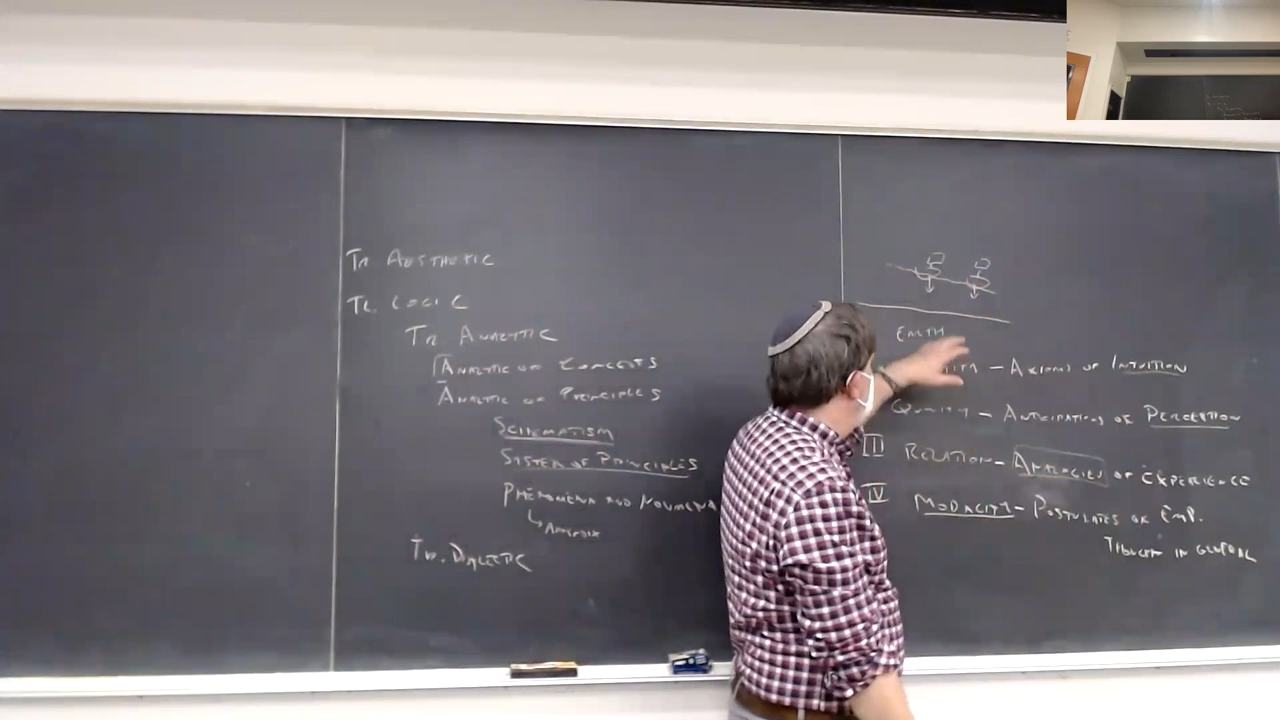 Tr Aesthetic
Tr. Logic
Tr Analytic
Analytic of Concepts
Analytic of Principles
Schematism
System of Principles
Phenomena and Noumena
Appendix
Tr. Dialectic
Earth
– Axioms of Intuition
Quality – Anticipations of Perception
III Relation – Analogies of Experience
IV Modality – Postulates of Emp.
Thought in General